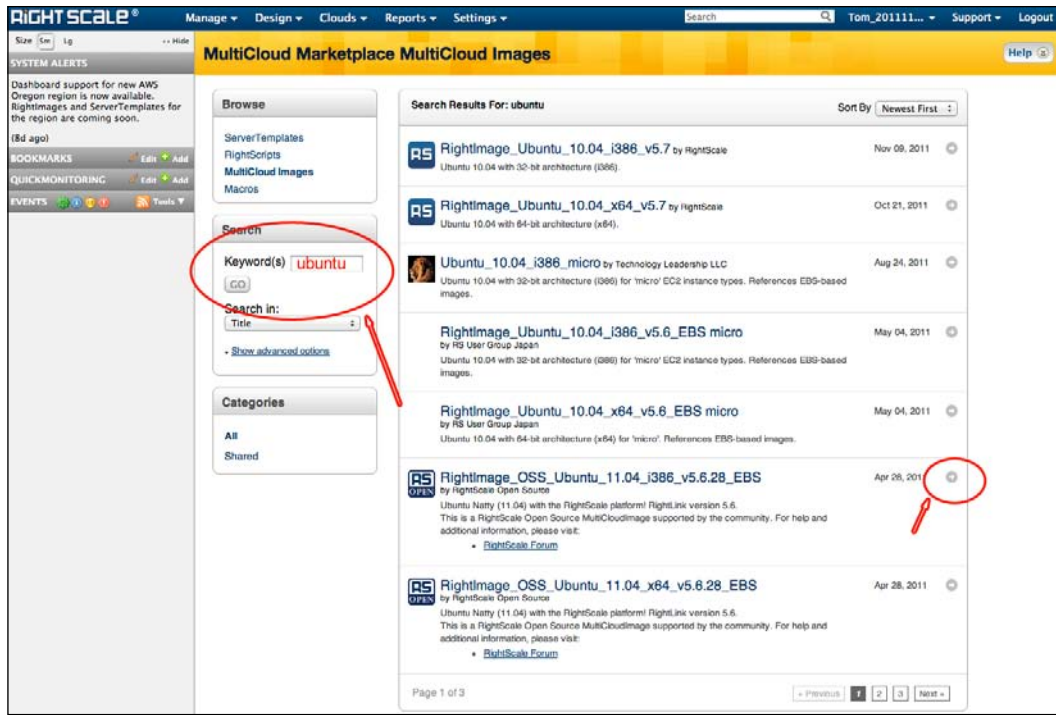 RIGHTSCALE®
Manage
Design
Clouds
Reports
Settings
Search
Tom_201111...
Support
Logout
Size Sm Lg
Hide
SYSTEM ALERTS
Dashboard support for new AWS
Oregon region is now available.
RightImages and ServerTemplates for
the region are coming soon.
(8d ago)
BOOKMARKS Edit Add
QUICKMONITORING Edit Add
EVENTS Tools
MultiCloud Marketplace MultiCloud Images
Help
Browse
ServerTemplates
RightScripts
MultiCloud Images
Macros
Search
Keyword(s) ubuntu
GO
Search in:
Title
+ Show advanced options
Categories
All
Shared
Search Results For: ubuntu
Sort By Newest First
RS
RightImage_Ubuntu_10.04_i386_v5.7 by RightScale
Nov 09, 2011
Ubuntu 10.04 with 32-bit architecture (i386).
RS
RightImage_Ubuntu_10.04_x64_v5.7 by RightScale
Oct 21, 2011
Ubuntu 10.04 with 64-bit architecture (x64).
Ubuntu_10.04_i386_micro by Technology Leadership LLC
Aug 24, 2011
Ubuntu 10.04 with 32-bit architecture (i386) for 'micro' EC2 instance types. References EBS-based
images.
RightImage_Ubuntu_10.04_i386_v5.6_EBS micro
May 04, 2011
by RS User Group Japan
Ubuntu 10.04 with 32-bit architecture (i386) for 'micro' EC2 instance types. References EBS-based
images.
RightImage_Ubuntu_10.04_x64_v5.6_EBS micro
May 04, 2011
by RS User Group Japan
Ubuntu 10.04 with 64-bit architecture (x64) for 'micro'. References EBS-based images.
RS OPEN
RightImage_OSS_Ubuntu_11.04_i386_v5.6.28_EBS
Apr 28, 201
by RightScale Open Source
Ubuntu Natty (11.04) with the RightScale platform! RightLink version 5.6.
This is a RightScale Open Source MultiCloudImage supported by the community. For help and
additional information, please visit:
• RightScale Forum
RS OPEN
RightImage_OSS_Ubuntu_11.04_x64_v5.6.28_EBS
Apr 28, 2011
by RightScale Open Source
Ubuntu Natty (11.04) with the RightScale platform! RightLink version 5.6.
This is a RightScale Open Source MultiCloudImage supported by the community. For help and
additional information, please visit:
• RightScale Forum
Page 1 of 3
« Previous 1 2 3 Next »